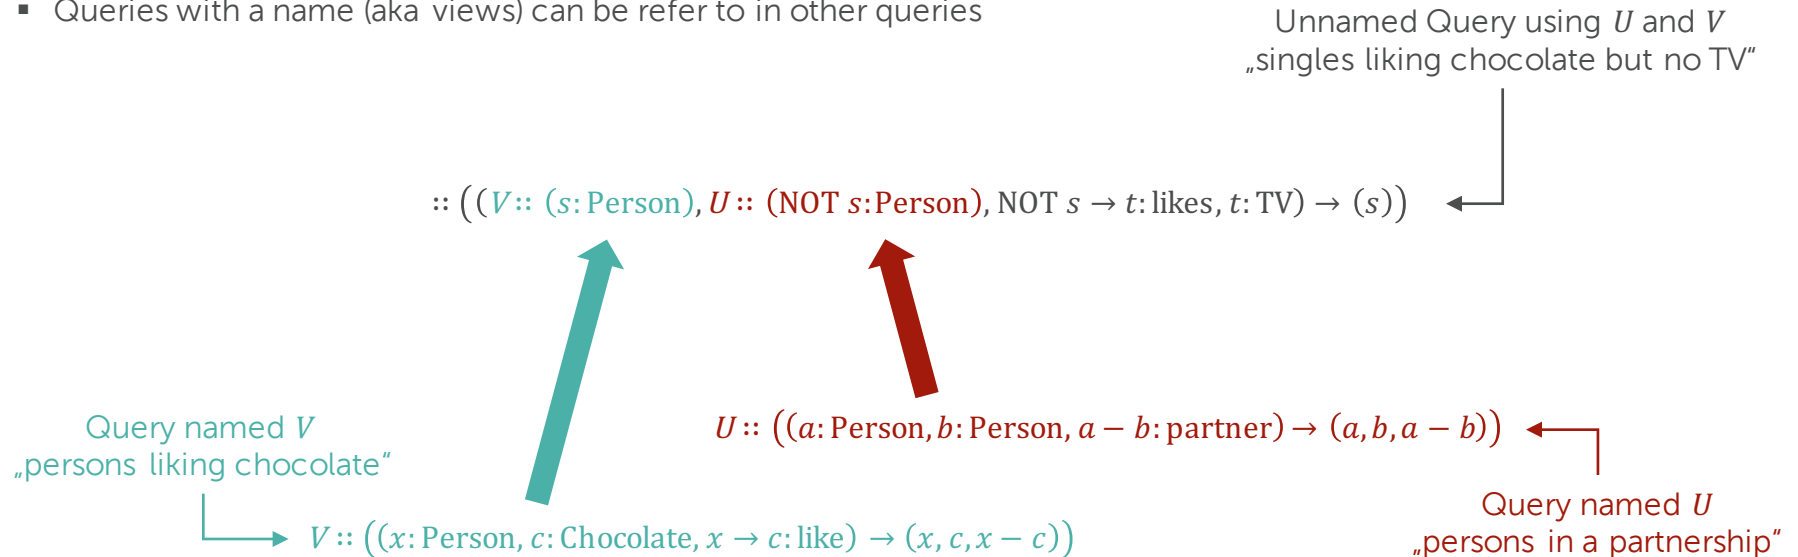 ▪ Queries with a name (aka views) can be refer to in other queries
Unnamed Query using U and V
„singles liking chocolate but no TV“
:: ((V:: (s: Person), U:: (NOT s:Person), NOT s → t: likes, t: TV) → (s))
Query named V
„persons liking chocolate“
U:: ((a: Person, b: Person, a − b: partner) → (a, b, a − b))
Query named U
„persons in a partnership“
V :: ((x: Person, c: Chocolate, x → c: like) → (x, c, x − c))